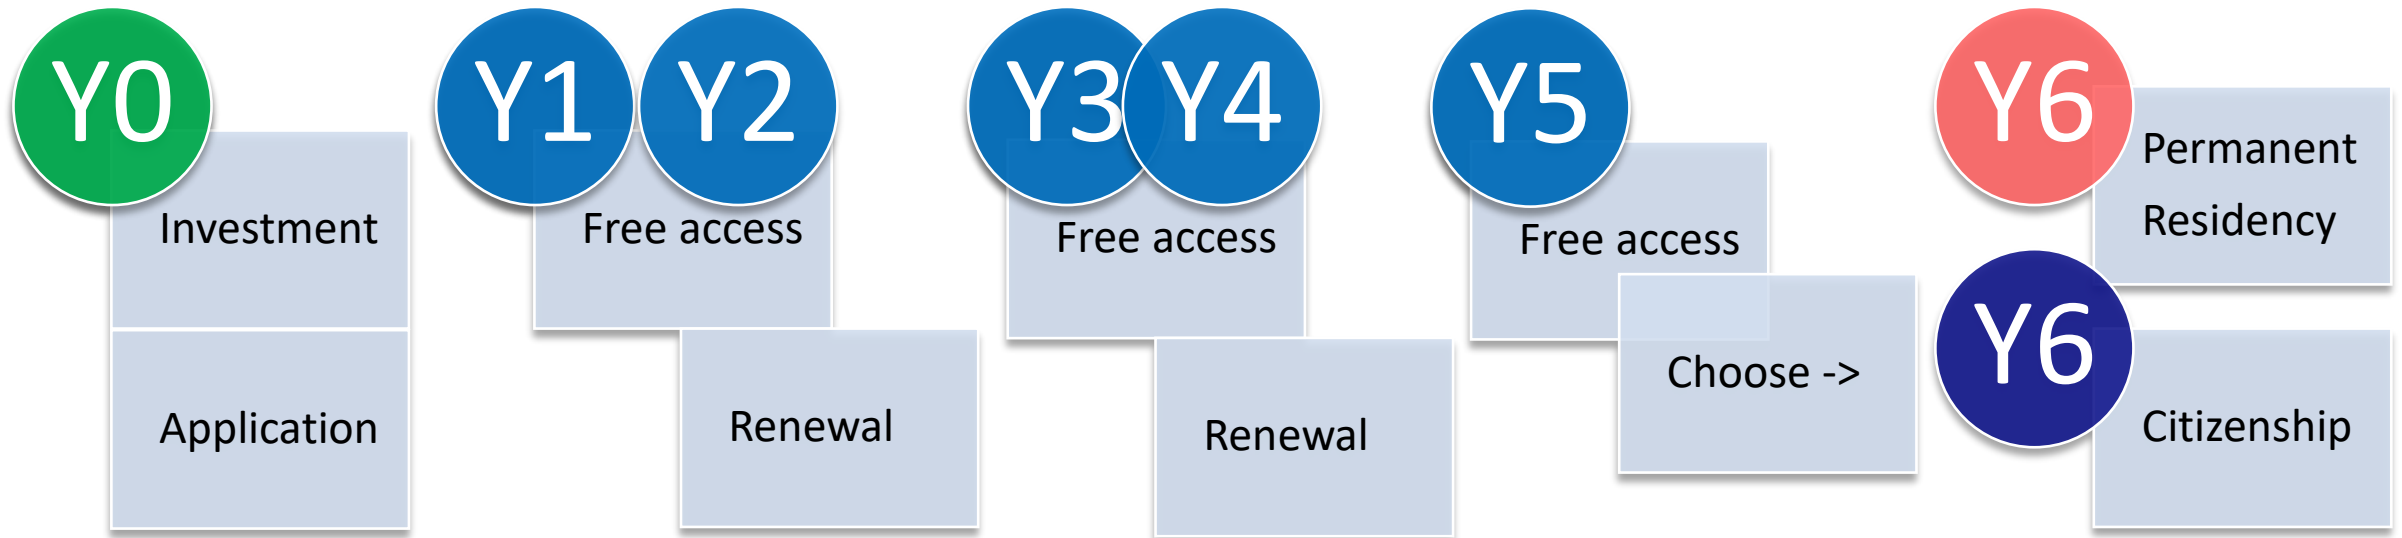 Y0
Investment
Application
Y1
Y2
Free access
Renewal
Y3
Y4
Free access
Renewal
Y5
Free access
Choose ->
Y6
Permanent
Residency
Y6
Citizenship